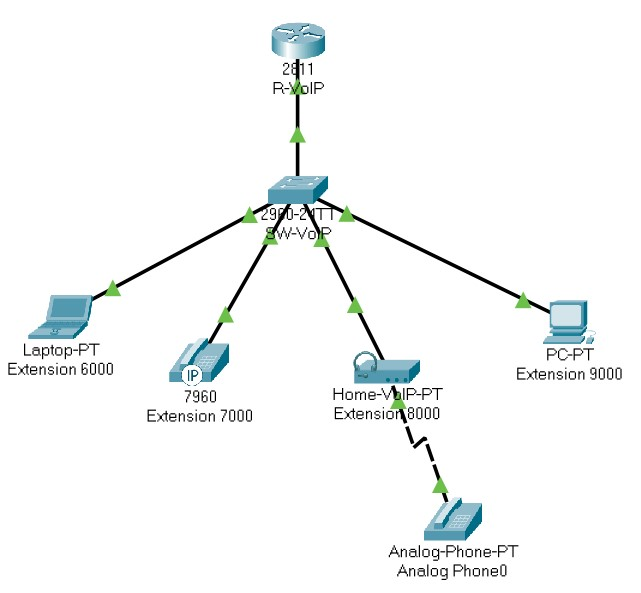 2811
R-VoIP
2960-24TT
SW-VoIP
Laptop-PT
Extension 6000
IP
7960
Extension 7000
Home-VoIP-PT
Extension 8000
PC-PT
Extension 9000
Analog-Phone-PT
Analog Phone0